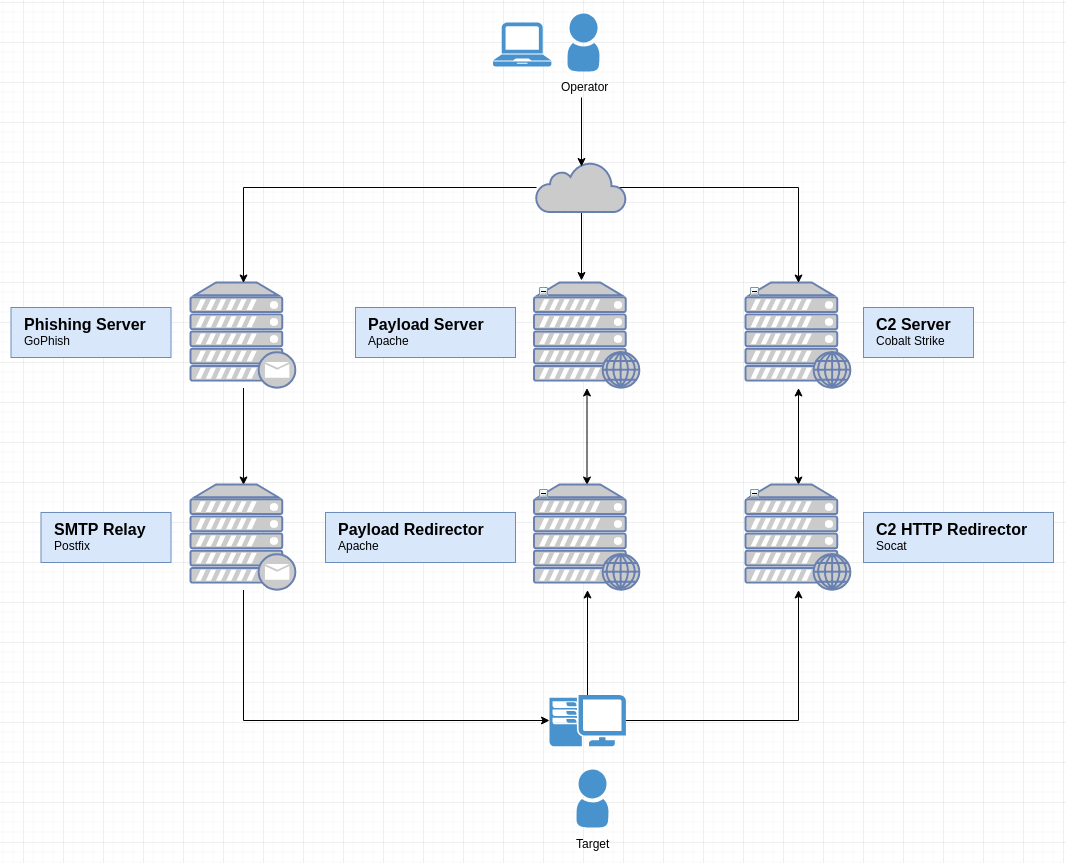 Operator
Phishing Server
GoPhish
Payload Server
Apache
C2 Server
Cobalt Strike
SMTP Relay
Postfix
Payload Redirector
Apache
C2 HTTP Redirector
Socat
Target